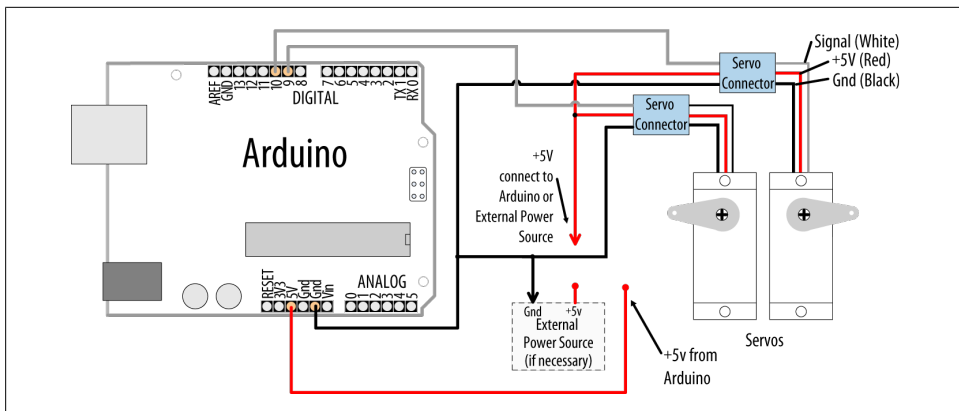 AREF
GND
13
12
11
10
9
8
7
6
5
4
3
2
TX 1
RX 0
DIGITAL
Arduino
RESET
3V3
5V
Gnd
Gnd
Vin
ANALOG
0
1
2
3
4
5
Servo
Connector
Servo
Connector
Signal (White)
+5V (Red)
Gnd (Black)
+5V
connect to
Arduino or
External Power
Source
Gnd
+5v
External
Power Source
(if necessary)
+5v from
Arduino
Servos